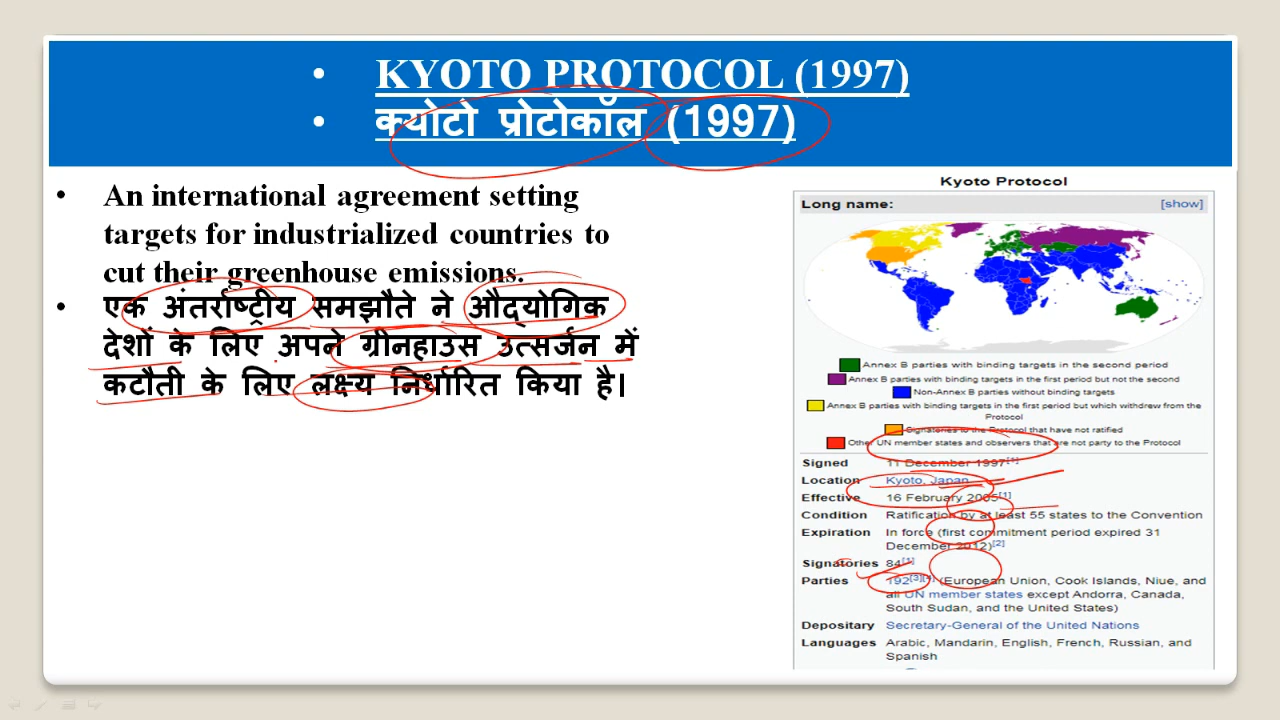 KYOTO PROTOCOL (1997)
क्योटो प्रोटोकॉल (1997)
An international agreement setting
targets for industrialized countries to
cut their greenhouse emissions.
एक अंतर्राष्ट्रीय समझौते ने औद्योगिक
देशों के लिए अपने ग्रीनहाउस उत्सर्जन में
कटौती के लिए लक्ष्य निर्धारित किया है।
Kyoto Protocol
Long name: [show]
Annex B parties with binding targets in the second period
Annex B parties with binding targets in the first period but not the second
Non-Annex B parties without binding targets
Annex B parties with binding targets in the first period but which withdrew from the
Protocol
Signatories to the Protocol that have not ratified
Other UN member states and observers that are not party to the Protocol
Signed 11 December 1997[1]
Location Kyoto, Japan
Effective 16 February 2005[1]
Condition Ratification by at least 55 states to the Convention
Expiration In force (first commitment period expired 31
December 2012)[2]
Signatories 84[1]
Parties 192[3][4] (European Union, Cook Islands, Niue, and
all UN member states except Andorra, Canada,
South Sudan, and the United States)
Depositary Secretary-General of the United Nations
Languages Arabic, Mandarin, English, French, Russian, and
Spanish